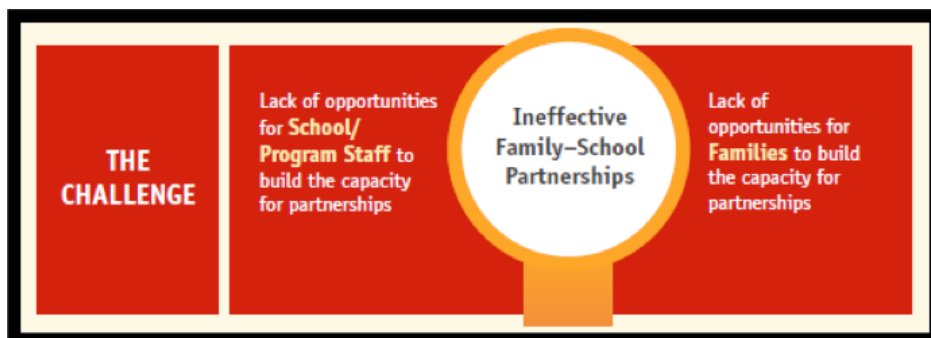 THE
CHALLENGE
Lack of opportunities
for School/
Program Staff to
build the capacity
for partnerships
Ineffective
Family–School
Partnerships
Lack of
opportunities for
Families to build
the capacity for
partnerships